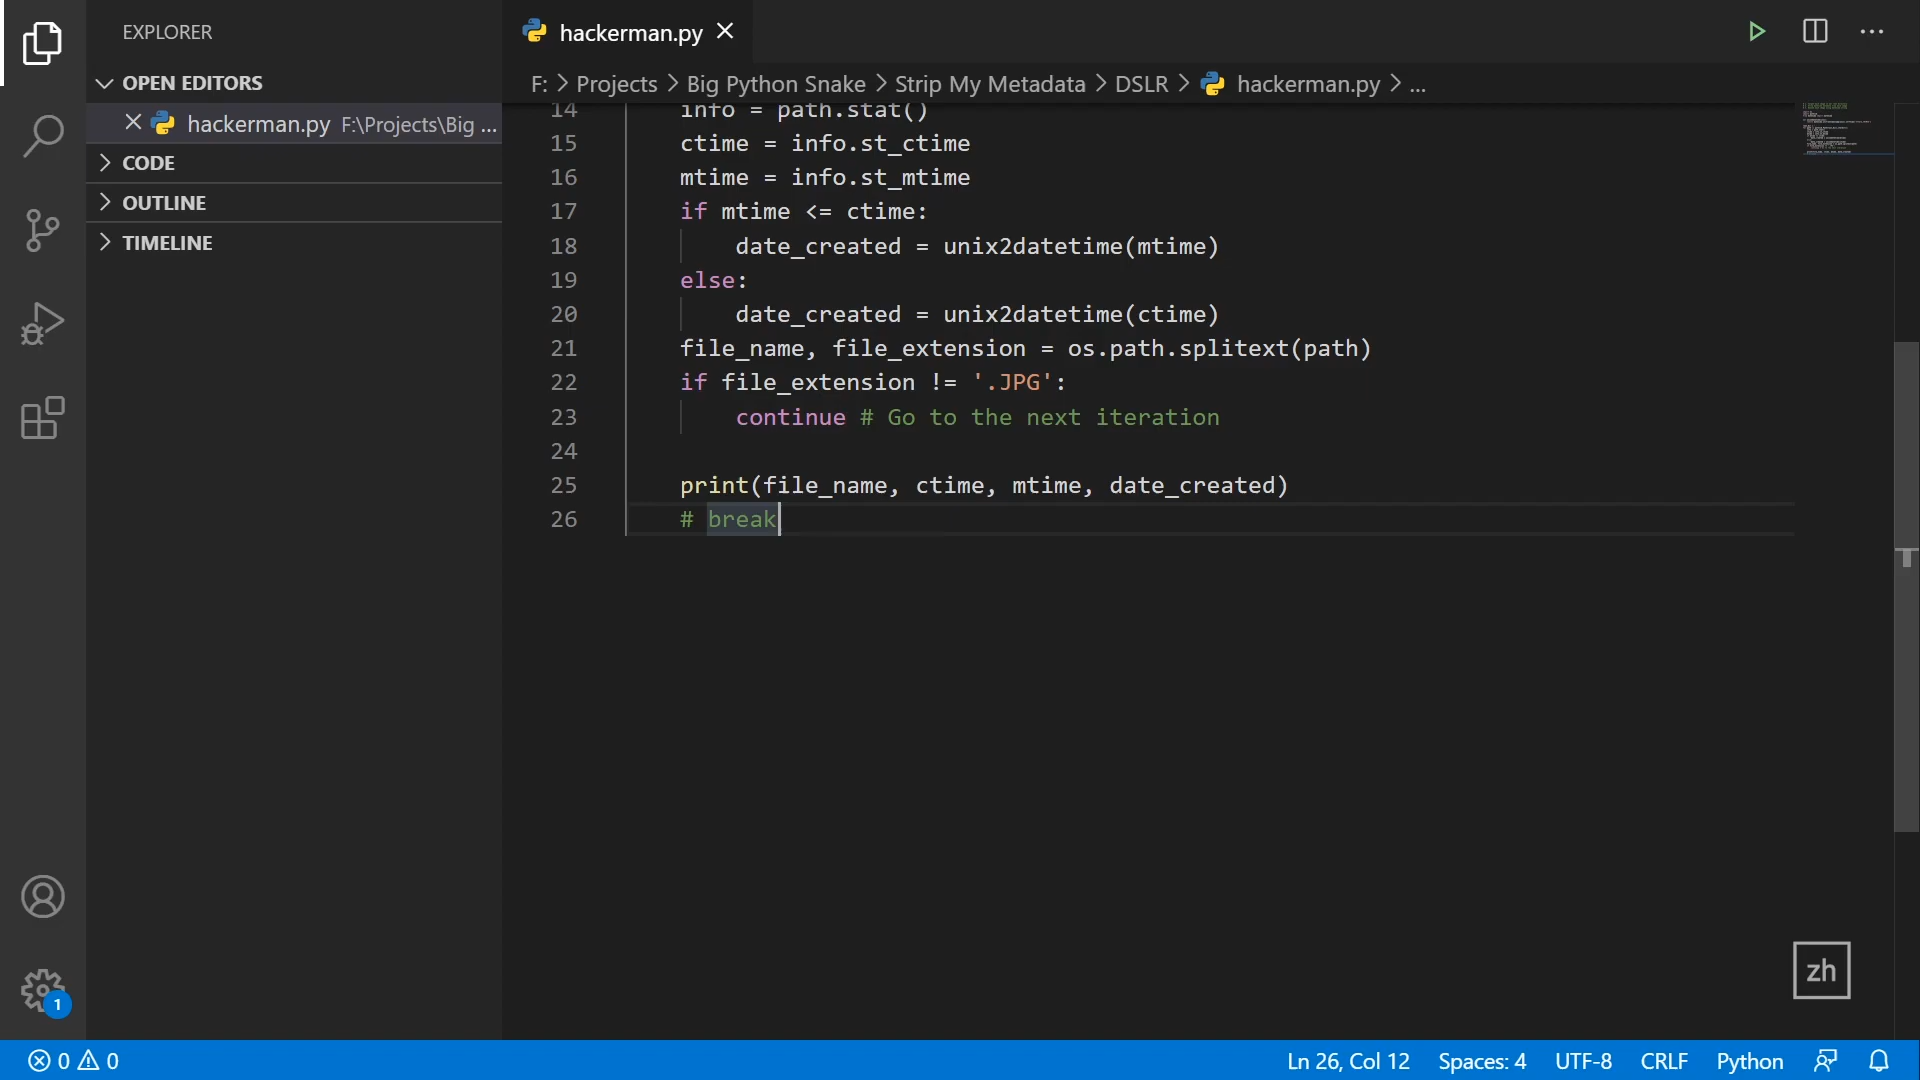 EXPLORER
OPEN EDITORS
hackerman.py F:\Projects\Big ...
CODE
OUTLINE
TIMELINE
hackerman.py
F: > Projects > Big Python Snake > Strip My Metadata > DSLR > hackerman.py > ...
14 info = path.stat()
15 ctime = info.st_ctime
16 mtime = info.st_mtime
17 if mtime <= ctime:
18 date_created = unix2datetime(mtime)
19 else:
20 date_created = unix2datetime(ctime)
21 file_name, file_extension = os.path.splitext(path)
22 if file_extension != '.JPG':
23 continue # Go to the next iteration
24
25 print(file_name, ctime, mtime, date_created)
26 # break
zh
1
0 0 Ln 26, Col 12 Spaces: 4 UTF-8 CRLF Python